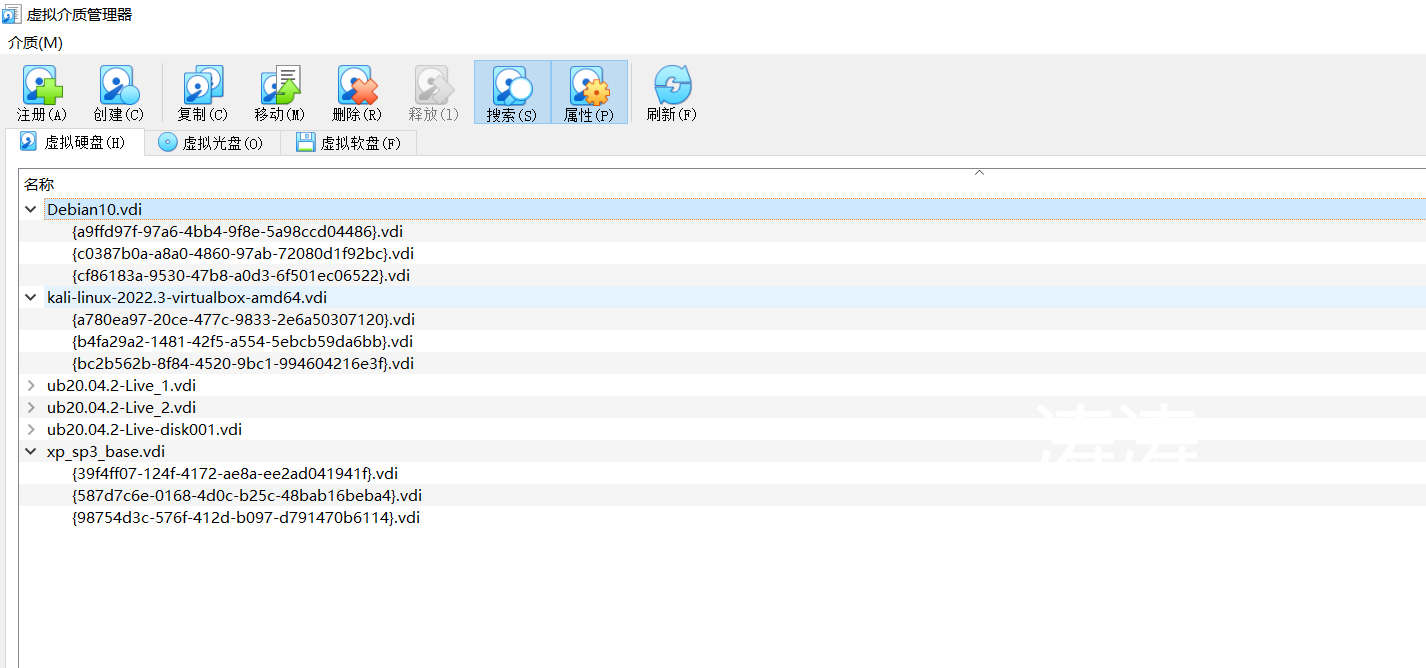 虚拟介质管理器
介质(M)
注册(A) 创建(C) 复制(C) 移动(M) 删除(R) 释放(l) 搜索(S) 属性(P) 刷新(F)
虚拟硬盘(H) 虚拟光盘(O) 虚拟软盘(F)
名称
Debian10.vdi
{a9ffd97f-97a6-4bb4-9f8e-5a98ccd04486}.vdi
{c0387b0a-a8a0-4860-97ab-72080d1f92bc}.vdi
{cf86183a-9530-47b8-a0d3-6f501ec06522}.vdi
kali-linux-2022.3-virtualbox-amd64.vdi
{a780ea97-20ce-477c-9833-2e6a50307120}.vdi
{b4fa29a2-1481-42f5-a554-5ebcb59da6bb}.vdi
{bc2b562b-8f84-4520-9bc1-994604216e3f}.vdi
ub20.04.2-Live_1.vdi
ub20.04.2-Live_2.vdi
ub20.04.2-Live-disk001.vdi
xp_sp3_base.vdi
{39f4ff07-124f-4172-ae8a-ee2ad041941f}.vdi
{587d7c6e-0168-4d0c-b25c-48bab16beba4}.vdi
{98754d3c-576f-412d-b097-d791470b6114}.vdi